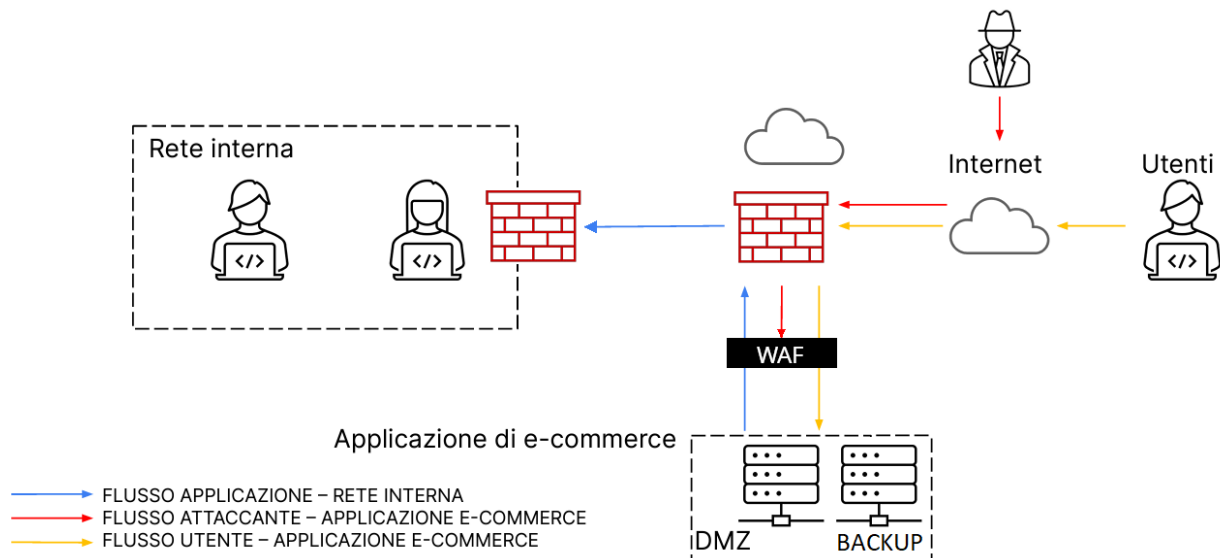 Rete interna
Internet
Utenti
</>
</>
</>
WAF
Applicazione di e-commerce
FLUSSO APPLICAZIONE – RETE INTERNA
FLUSSO ATTACCANTE – APPLICAZIONE E-COMMERCE
FLUSSO UTENTE – APPLICAZIONE E-COMMERCE
DMZ
BACKUP